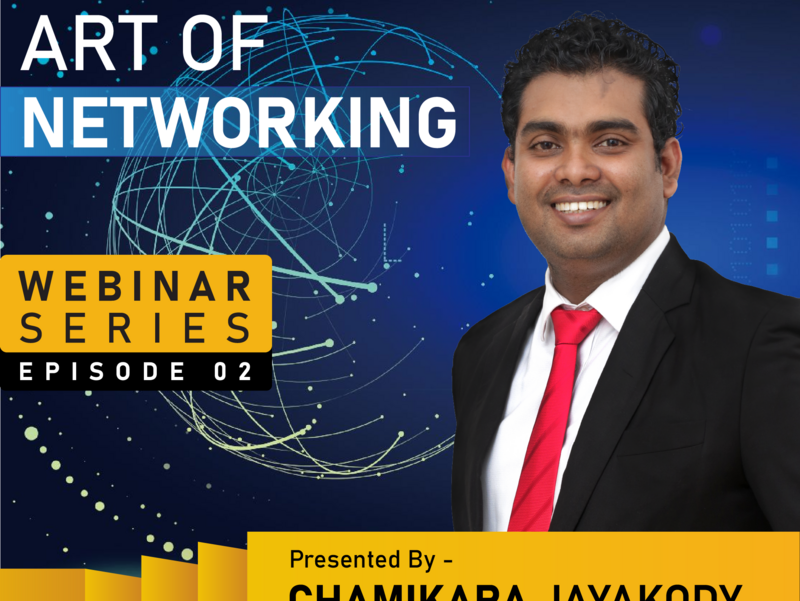 ART OF
NETWORKING
WEBINAR
SERIES
EPISODE 02
Presented By -
CHAMIKARA JAYAKODY